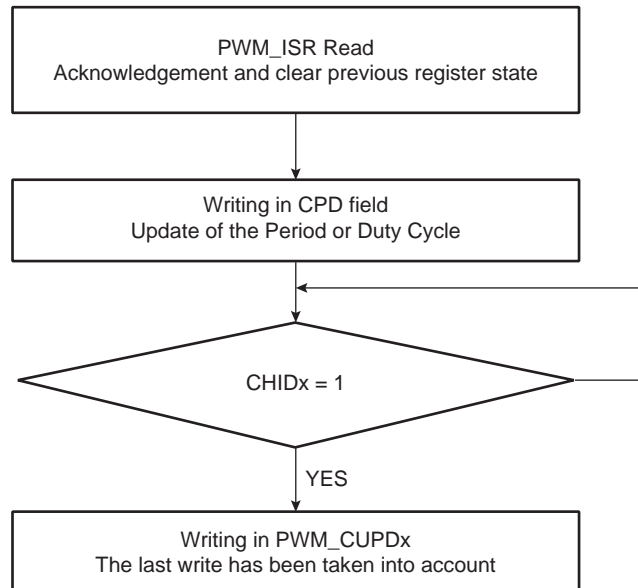 PWM_ISR Read
Acknowledgement and clear previous register state
Writing in CPD field
Update of the Period or Duty Cycle
CHIDx = 1
YES
Writing in PWM_CUPDx
The last write has been taken into account